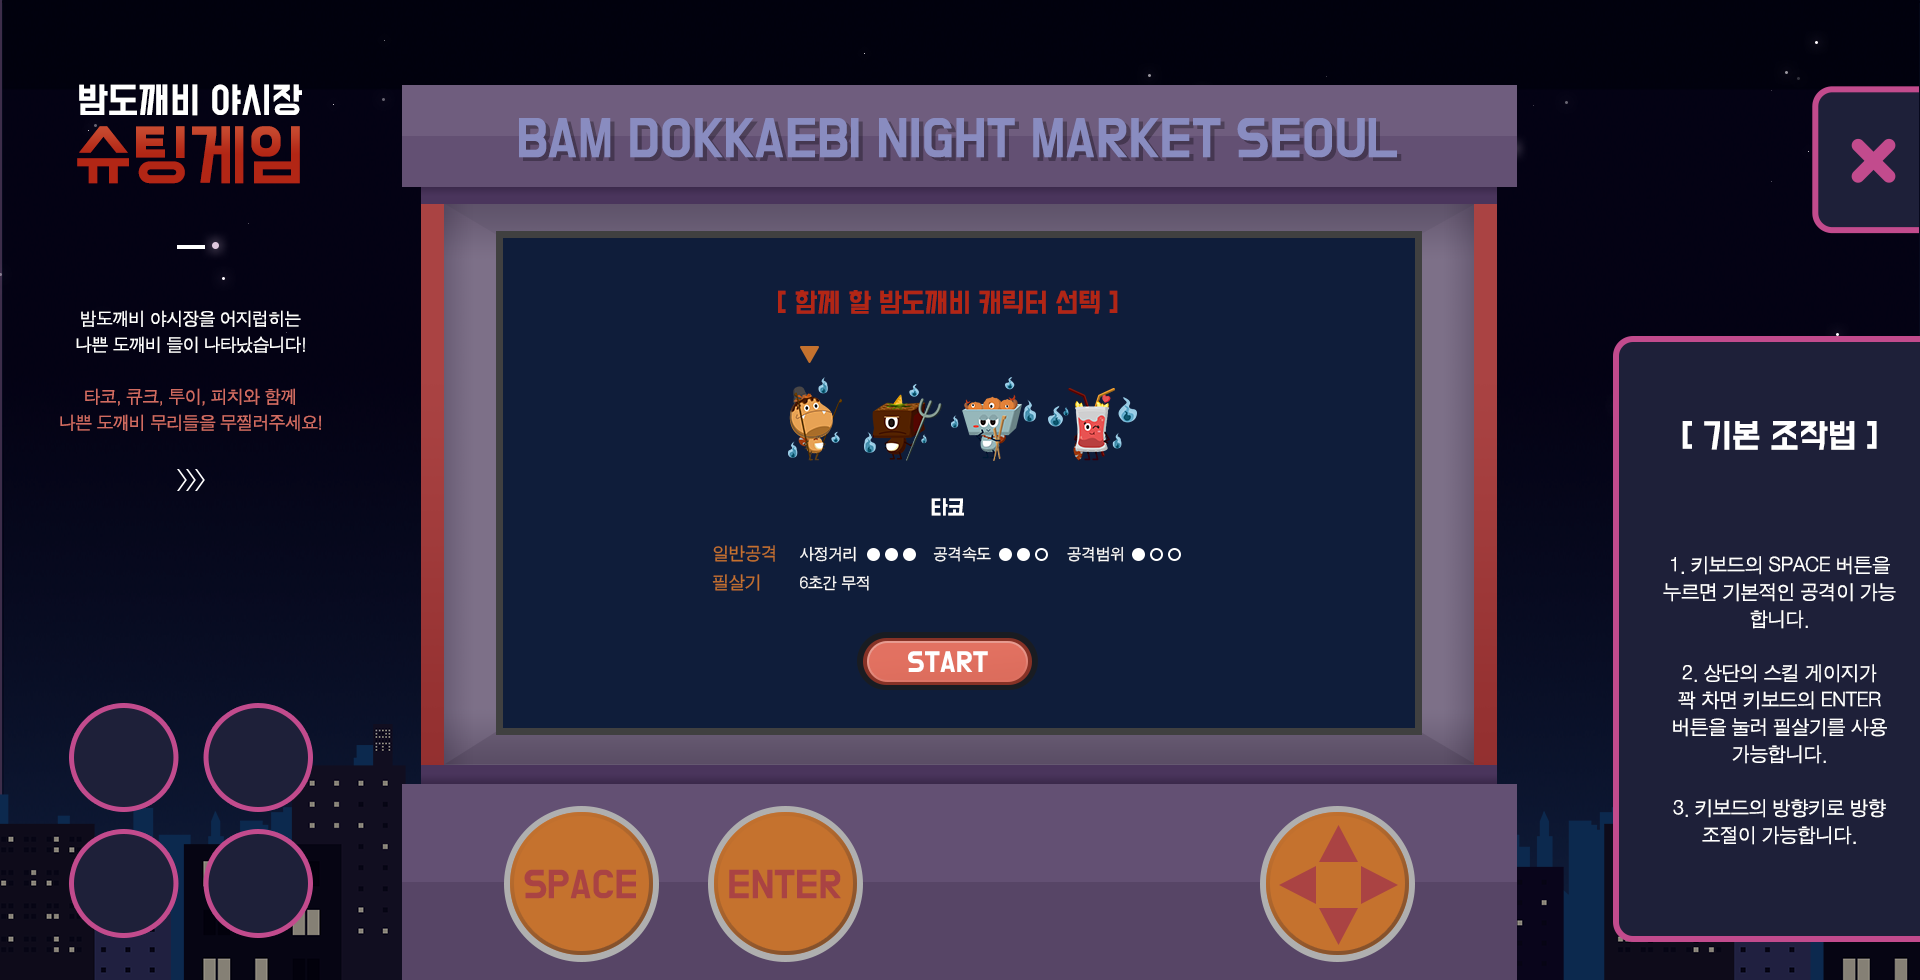 밤도깨비 야시장
슈팅게임
밤도깨비 야시장을 어지럽히는
나쁜 도깨비 들이 나타났습니다!
타코, 큐크, 투이, 피치와 함께
나쁜 도깨비 무리들을 무찔러주세요!
BAM DOKKAEBI NIGHT MARKET SEOUL
[ 함께 할 밤도깨비 캐릭터 선택 ]
타코
일반공격 사정거리 공격속도 공격범위
필살기 6초간 무적
START
SPACE
ENTER
[ 기본 조작법 ]
1. 키보드의 SPACE 버튼을
누르면 기본적인 공격이 가능
합니다.
2. 상단의 스킬 게이지가
꽉 차면 키보드의 ENTER
버튼을 눌러 필살기를 사용
가능합니다.
3. 키보드의 방향키로 방향
조절이 가능합니다.